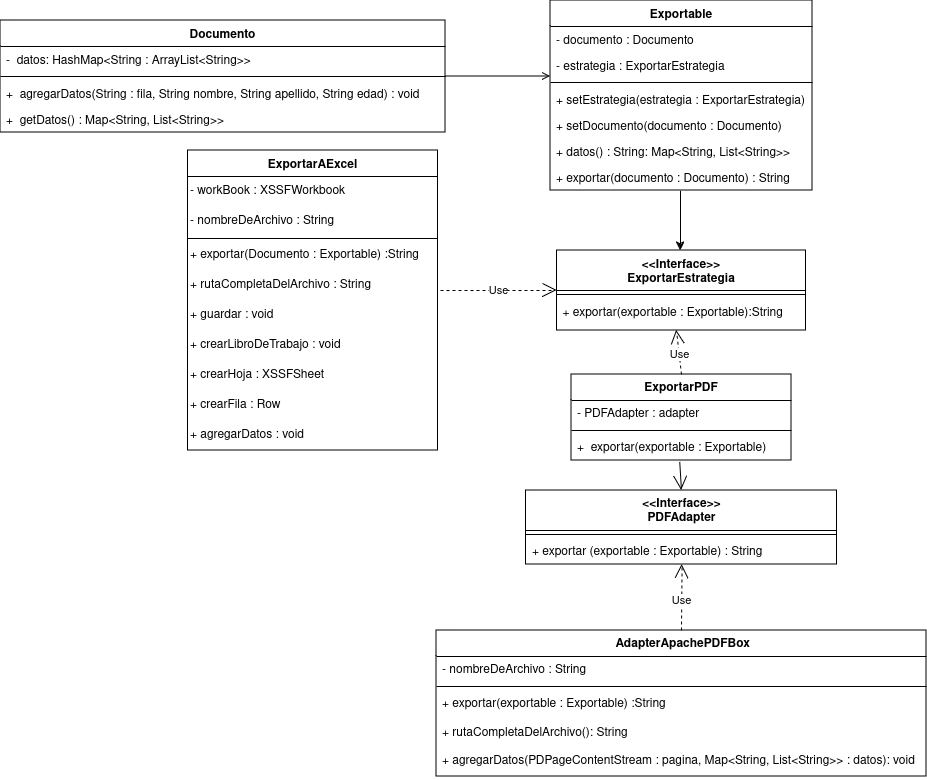 Documento
- datos: HashMap<String : ArrayList<String>>
+ agregarDatos(String : fila, String nombre, String apellido, String edad) : void
+ getDatos() : Map<String, List<String>>
Exportable
- documento : Documento
- estrategia : ExportarEstrategia
+ setEstrategia(estrategia : ExportarEstrategia)
+ setDocumento(documento : Documento)
+ datos() : String: Map<String, List<String>>
+ exportar(documento : Documento) : String
ExportarAExcel
- workBook : XSSFWorkbook
- nombreDeArchivo : String
+ exportar(Documento : Exportable) :String
+ rutaCompletaDelArchivo : String
+ guardar : void
+ crearLibroDeTrabajo : void
+ crearHoja : XSSFSheet
+ crearFila : Row
+ agregarDatos : void
Use
<<Interface>>
ExportarEstrategia
+ exportar(exportable : Exportable):String
Use
ExportarPDF
- PDFAdapter : adapter
+ exportar(exportable : Exportable)
<<Interface>>
PDFAdapter
+ exportar (exportable : Exportable) : String
Use
AdapterApachePDFBox
- nombreDeArchivo : String
+ exportar(exportable : Exportable) :String
+ rutaCompletaDelArchivo(): String
+ agregarDatos(PDPageContentStream : pagina, Map<String, List<String>> : datos): void